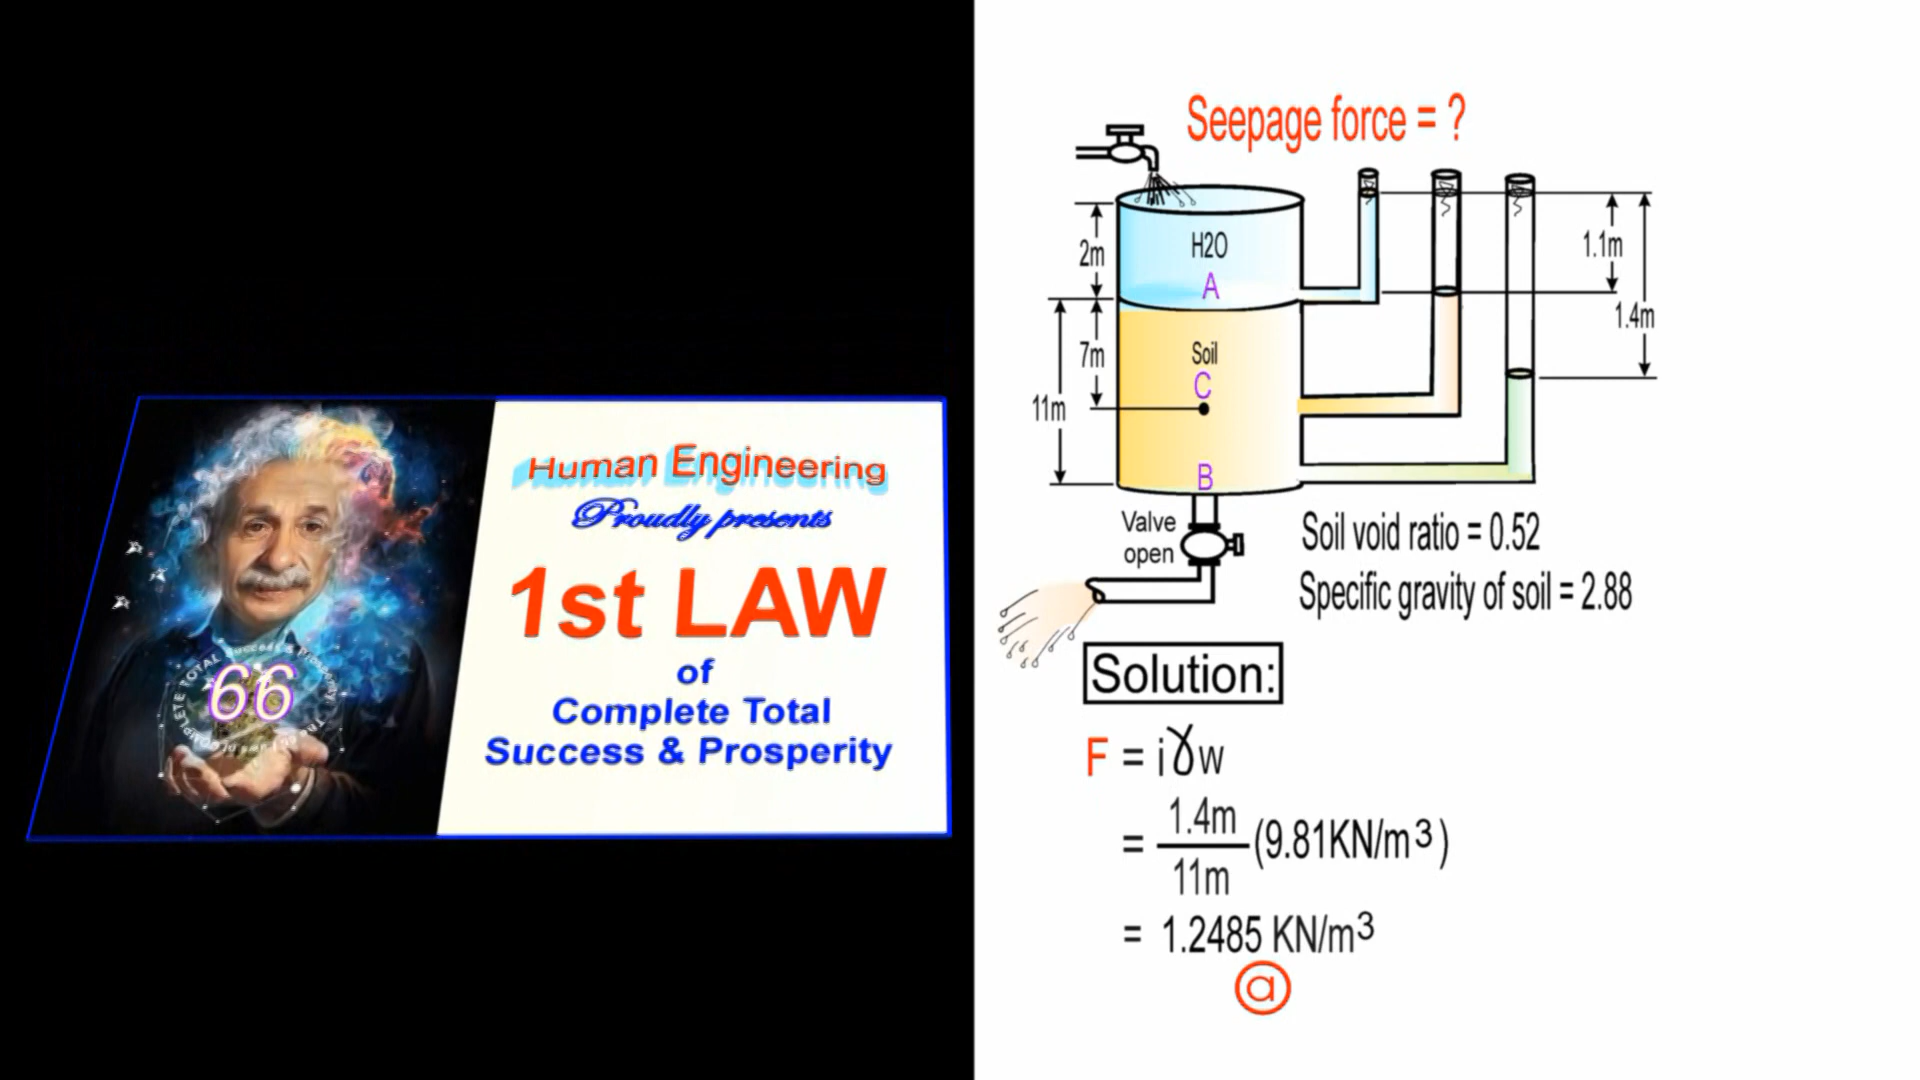 Human Engineering
Proudly presents
1st LAW
of
Complete Total
Success & Prosperity
66
Seepage force = ?
H2O
A
2m
Soil
C
7m
11m
B
1.1m
1.4m
Valve
open
Soil void ratio = 0.52
Specific gravity of soil = 2.88
Solution:
F = iɣw
= 1.4m
11m
(9.81KN/m3)
= 1.2485 KN/m3
a